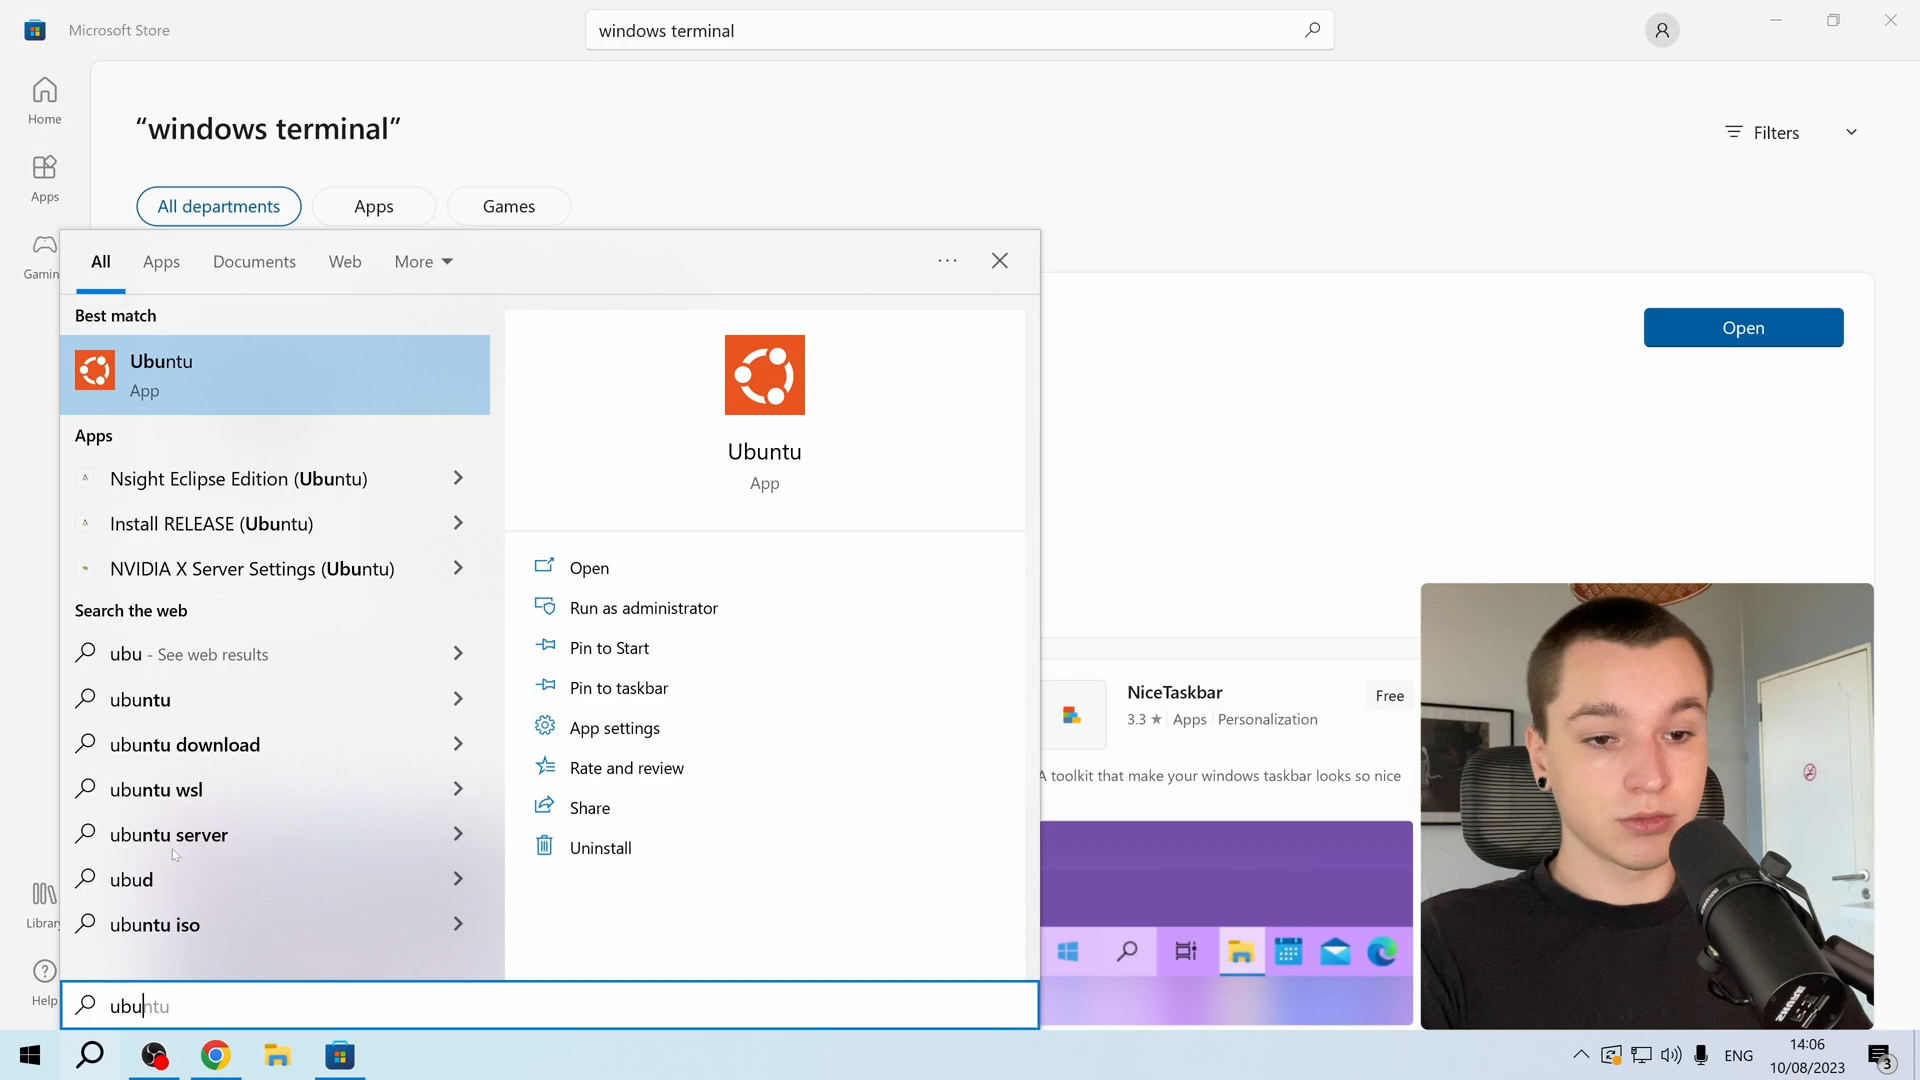 Microsoft Store
windows terminal
Home
“windows terminal”
Filters
Apps
All departments
Apps
Games
Gamin
All
Apps
Documents
Web
More
Best match
Ubuntu
App
Apps
Nsight Eclipse Edition (Ubuntu)
Install RELEASE (Ubuntu)
NVIDIA X Server Settings (Ubuntu)
Search the web
ubu - See web results
ubuntu
ubuntu download
ubuntu wsl
ubuntu server
ubud
ubuntu iso
ubuntu
Ubuntu
App
Open
Run as administrator
Pin to Start
Pin to taskbar
App settings
Rate and review
Share
Uninstall
Open
NiceTaskbar
Free
3.3 ★ Apps Personalization
A toolkit that make your windows taskbar looks so nice
Library
Help
SHURE
ENG
14:06
10/08/2023
3